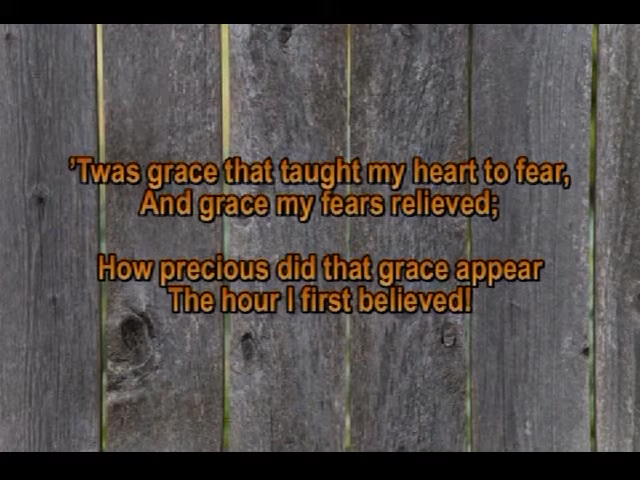 ’Twas grace that taught my heart to fear,
And grace my fears relieved;
How precious did that grace appear
The hour I first believed!